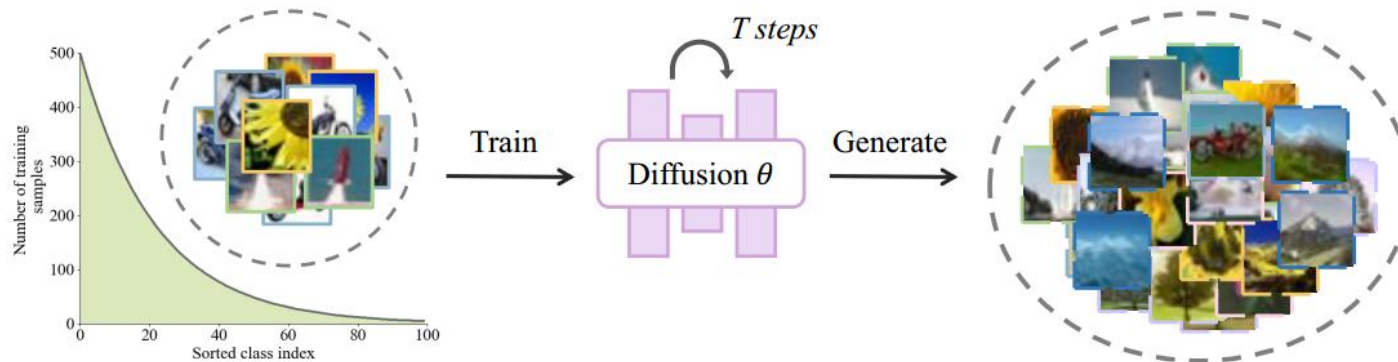 500
400
300
200
100
0
Number of training
samples
0 20 40 60 80 100
Sorted class index
Train
T steps
Diffusion θ
Generate